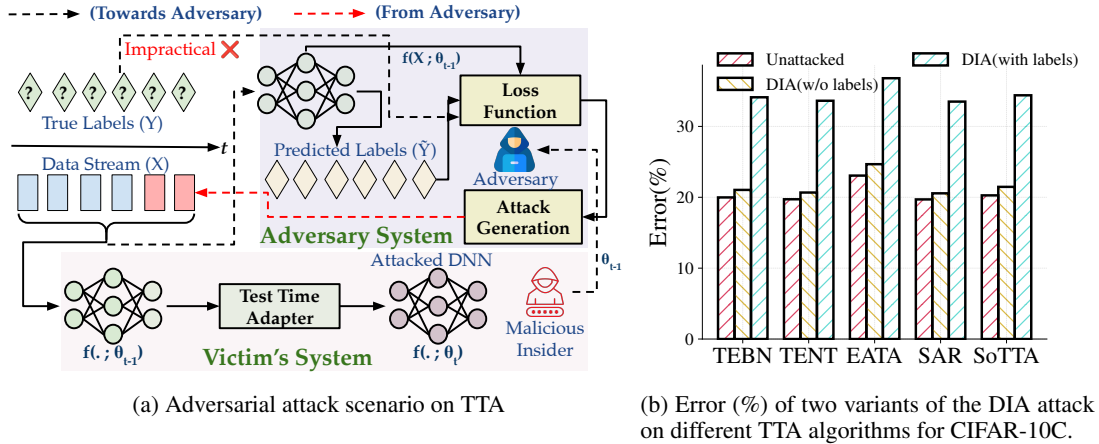 (Towards Adversary)
(From Adversary)
Impractical ❌
f(X ; θt-1)
? ? ? ? ? ?
True Labels (Y)
Loss
Function
t
Data Stream (X)
Predicted Labels (Ỹ)
Adversary
Attack
Generation
Adversary System
θt-1
Attacked DNN
Test Time
Adapter
Malicious
Insider
f(. ; θt-1)
f(. ; θt)
Victim's System
(a) Adversarial attack scenario on TTA
Unattacked
DIA(w/o labels)
DIA(with labels)
Error(%)
30
20
10
0
TEBN TENT EATA SAR SoTTA
(b) Error (%) of two variants of the DIA attack
on different TTA algorithms for CIFAR-10C.